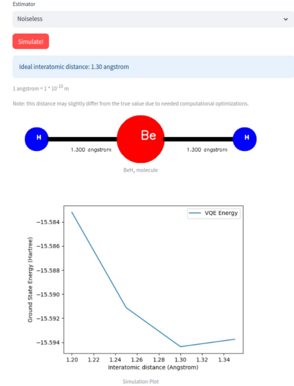 Estimator
Noiseless
Simulate!
Ideal interatomic distance: 1.30 angstrom
1 angstrom = 1 * 10⁻¹⁰ m
Note: this distance may slightly differ from the true value due to needed computational optimizations.
H Be H
1.300 angstrom 1.300 angstrom
BeH₂ molecule
VQE Energy
−15.584
−15.586
−15.588
−15.590
−15.592
−15.594
Ground State Energy (Hartree)
1.20 1.22 1.24 1.26 1.28 1.30 1.32 1.34
Interatomic distance (Angstrom)
Simulation Plot